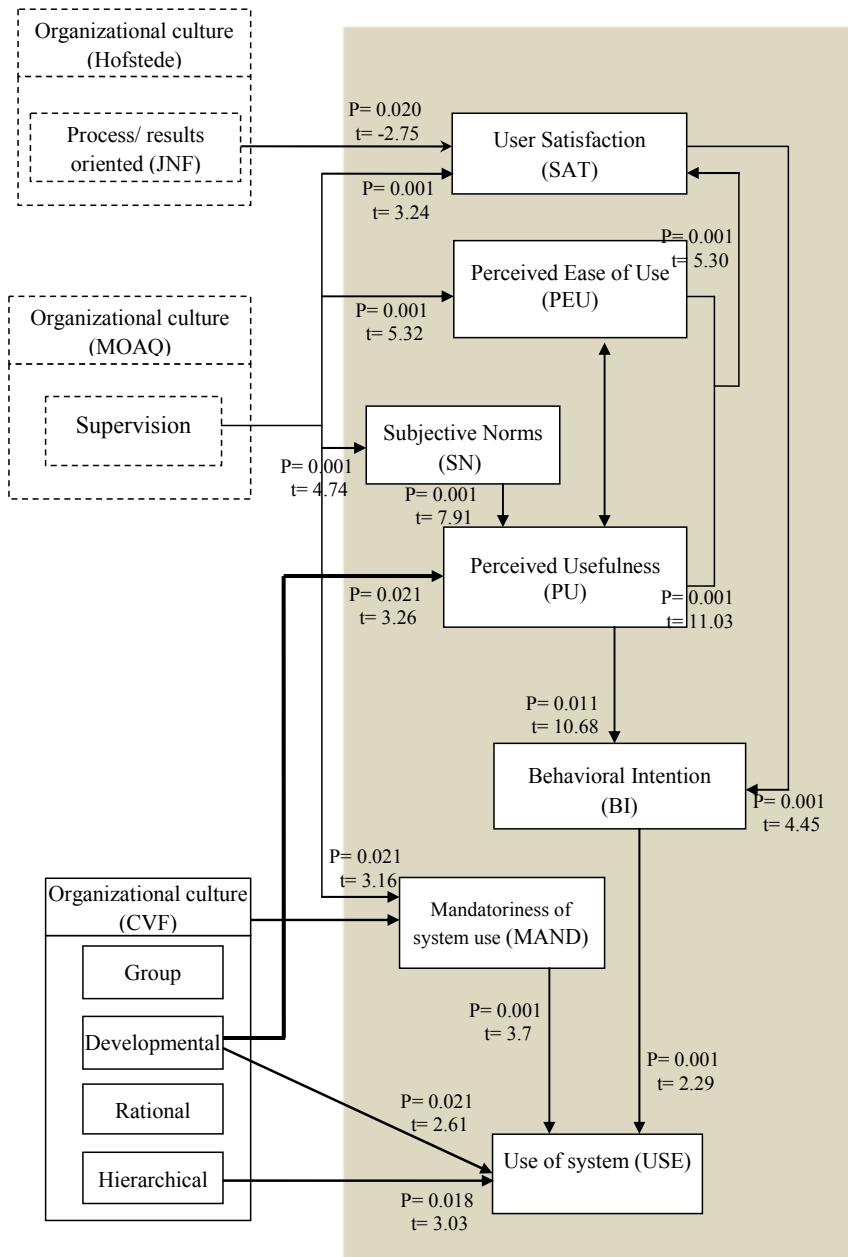 Organizational culture
(Hofstede)
Process/ results
oriented (JNF)
P= 0.020
t= -2.75
User Satisfaction
(SAT)
P= 0.001
t= 3.24
P= 0.001
t= 5.30
Perceived Ease of Use
(PEU)
P= 0.001
t= 5.32
Organizational culture
(MOAQ)
Supervision
Subjective Norms
(SN)
P= 0.001
t= 4.74
P= 0.001
t= 7.91
Perceived Usefulness
(PU)
P= 0.021
t= 3.26
P= 0.001
t= 11.03
P= 0.011
t= 10.68
Behavioral Intention
(BI)
P= 0.001
t= 4.45
P= 0.021
t= 3.16
Organizational culture
(CVF)
Mandatoriness of
system use (MAND)
Group
Developmental
Rational
Hierarchical
P= 0.001
t= 3.7
P= 0.001
t= 2.29
P= 0.021
t= 2.61
Use of system (USE)
P= 0.018
t= 3.03